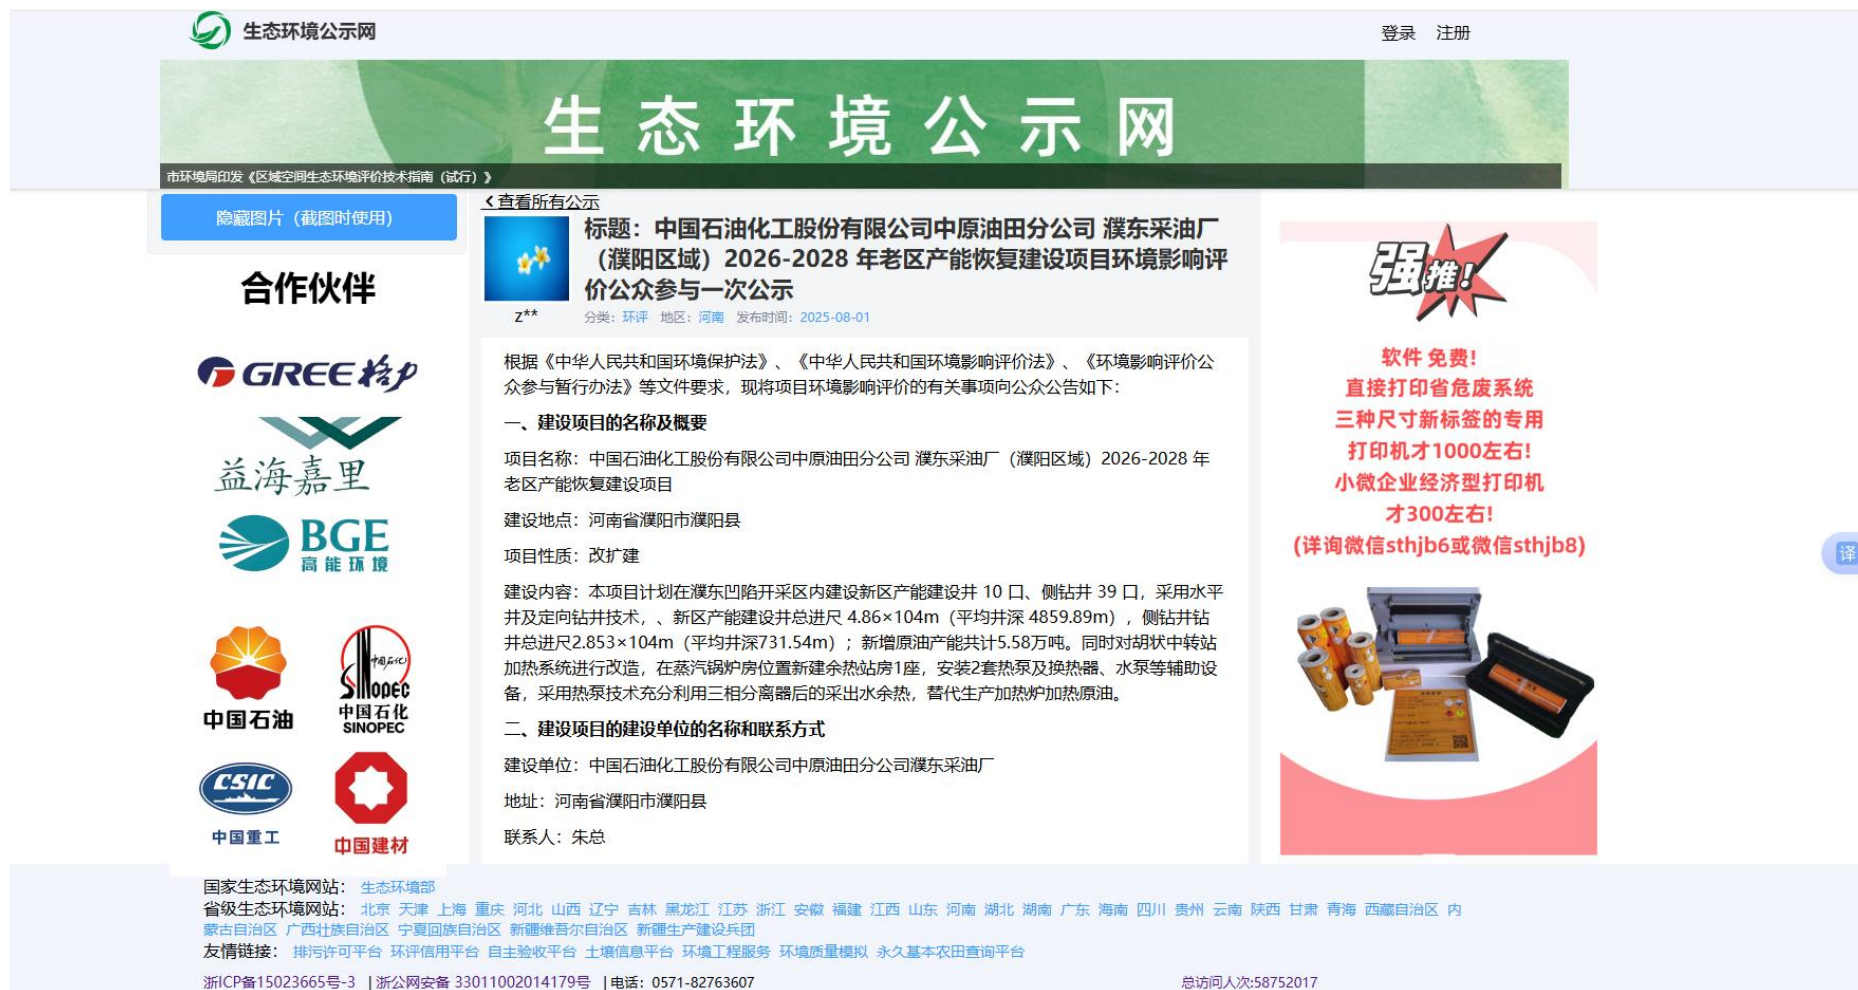 生态环境公示网
登录 注册
生态环境公示网
市环境局印发《区域空间生态环境评价技术指南（试行）》
隐藏图片（截图时使用）
合作伙伴
GREE格力
益海嘉里
BGE
高能环境
中国石油
中国石化
SINOPEC
中国石化
SINOPEC
CSIC
中国重工
中国建材
查看所有公示
标题：中国石油化工股份有限公司中原油田分公司 濮东采油厂
（濮阳区域）2026-2028 年老区产能恢复建设项目环境影响评
价公众参与一次公示
z**
分类：环评 地区：河南 发布时间：2025-08-01
根据《中华人民共和国环境保护法》、《中华人民共和国环境影响评价法》、《环境影响评价公
众参与暂行办法》等文件要求，现将项目环境影响评价的有关事项向公众公告如下：
一、建设项目的名称及概要
项目名称：中国石油化工股份有限公司中原油田分公司 濮东采油厂（濮阳区域）2026-2028 年
老区产能恢复建设项目
建设地点：河南省濮阳市濮阳县
项目性质：改扩建
建设内容：本项目计划在濮东凹陷开采区内建设新区产能建设井 10 口、侧钻井 39 口，采用水平
井及定向钻井技术，、新区产能建设井总进尺 4.86×104m（平均井深 4859.89m），侧钻井钻
井总进尺2.853×104m（平均井深731.54m）；新增原油产能共计5.58万吨。同时对胡状中转站
加热系统进行改造，在蒸汽锅炉房位置新建余热站房1座，安装2套热泵及换热器、水泵等辅助设
备，采用热泵技术充分利用三相分离器后的采出水余热，替代生产加热炉加热原油。
二、建设项目的建设单位的名称和联系方式
建设单位：中国石油化工股份有限公司中原油田分公司濮东采油厂
地址：河南省濮阳市濮阳县
联系人：朱总
强推!
软件 免费!
直接打印省危废系统
三种尺寸新标签的专用
打印机才1000左右!
小微企业经济型打印机
才300左右!
(详询微信sthjb6或微信sthjb8)
译
国家生态环境网站： 生态环境部
省级生态环境网站： 北京 天津 上海 重庆 河北 山西 辽宁 吉林 黑龙江 江苏 浙江 安徽 福建 江西 山东 河南 湖北 湖南 广东 海南 四川 贵州 云南 陕西 甘肃 青海 西藏自治区 内
蒙古自治区 广西壮族自治区 宁夏回族自治区 新疆维吾尔自治区 新疆生产建设兵团
友情链接： 排污许可平台 环评信用平台 自主验收平台 土壤信息平台 环境工程服务 环境质量模拟 永久基本农田查询平台
浙ICP备15023665号-3 |浙公网安备 33011002014179号 |电话：0571-82763607 总访问人次:58752017